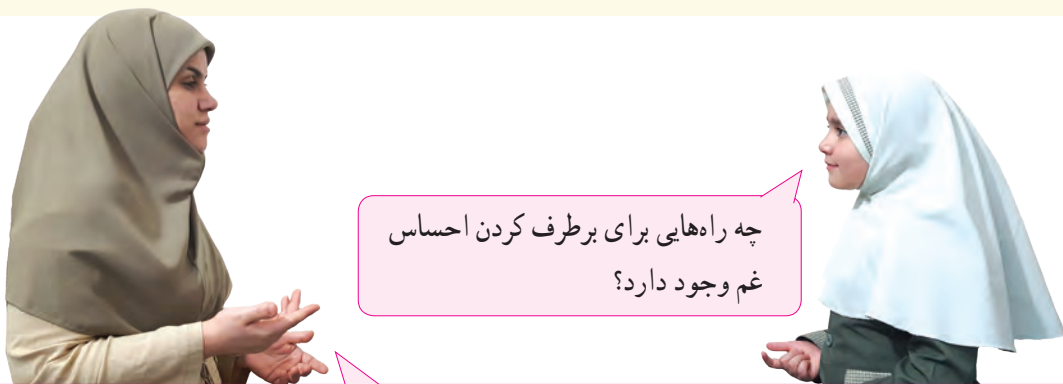 چه راه‌هایی برای برطرف کردن احساس
غم وجود دارد؟